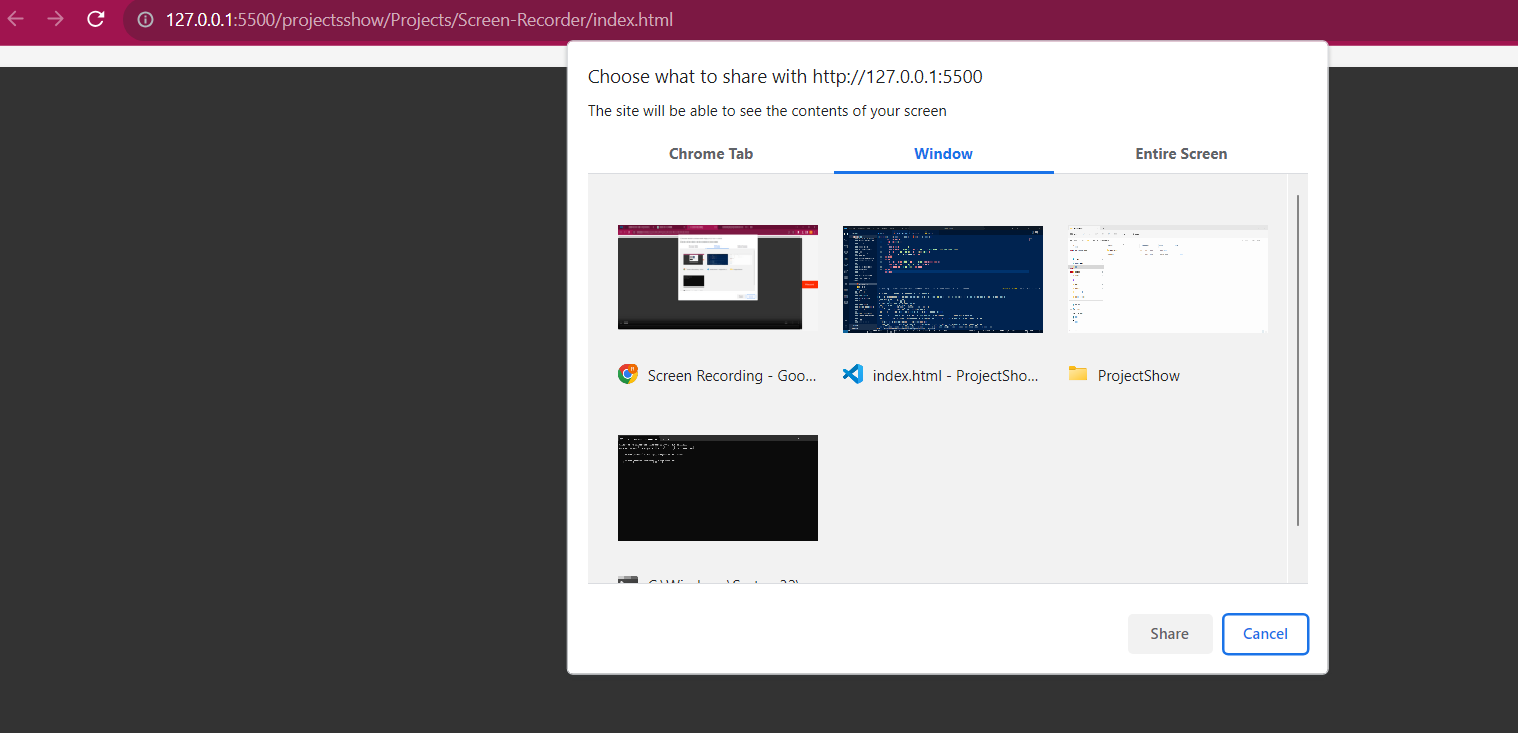 127.0.0.1:5500/projectsshow/Projects/Screen-Recorder/index.html
Choose what to share with http://127.0.0.1:5500
The site will be able to see the contents of your screen
Chrome Tab Window Entire Screen
Screen Recording - Goo... index.html - ProjectSho... ProjectShow
Share Cancel